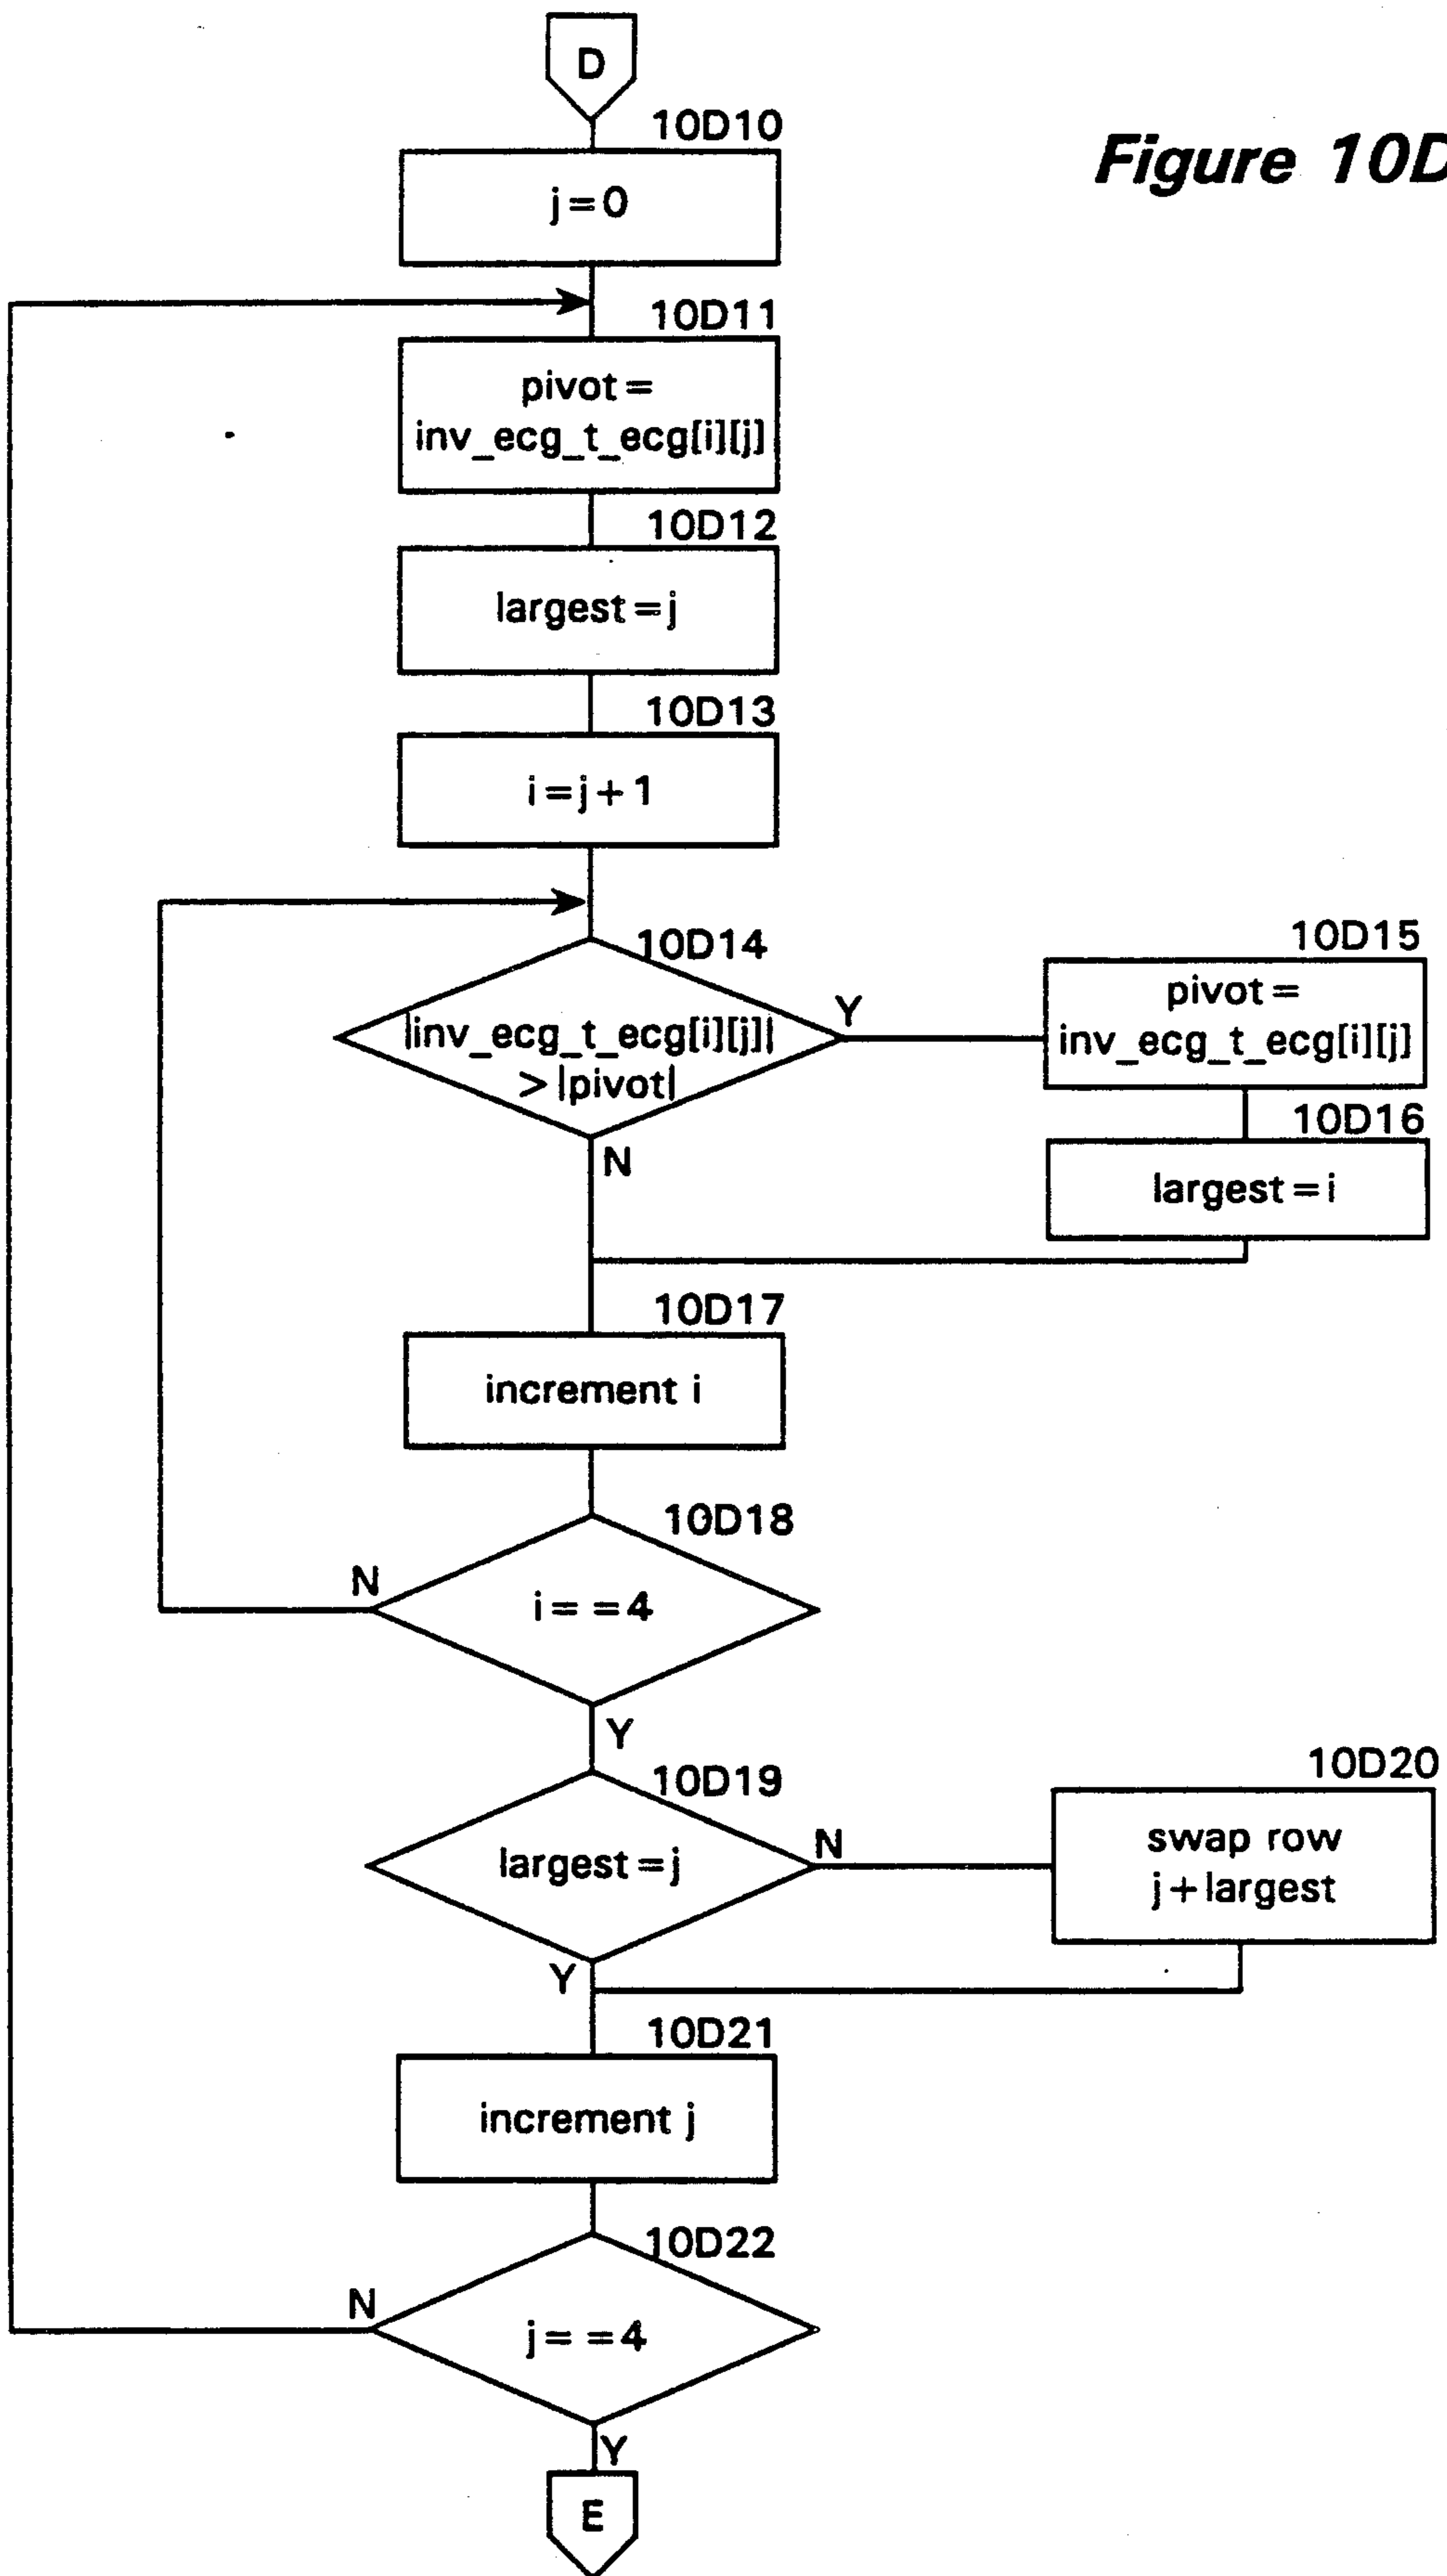 D
Figure 10D
10D10
j=0
10D11
pivot=
inv_ecg_t_ecg[i][j]
10D12
largest=j
10D13
i=j+1
10D14
|inv_ecg_t_ecg[i][j]|
>|pivot|
Y
N
10D15
pivot=
inv_ecg_t_ecg[i][j]
10D16
largest=i
10D17
increment i
10D18
i==4
N
Y
10D19
largest=j
N
Y
10D20
swap row
j+largest
10D21
increment j
10D22
j==4
N
Y
E